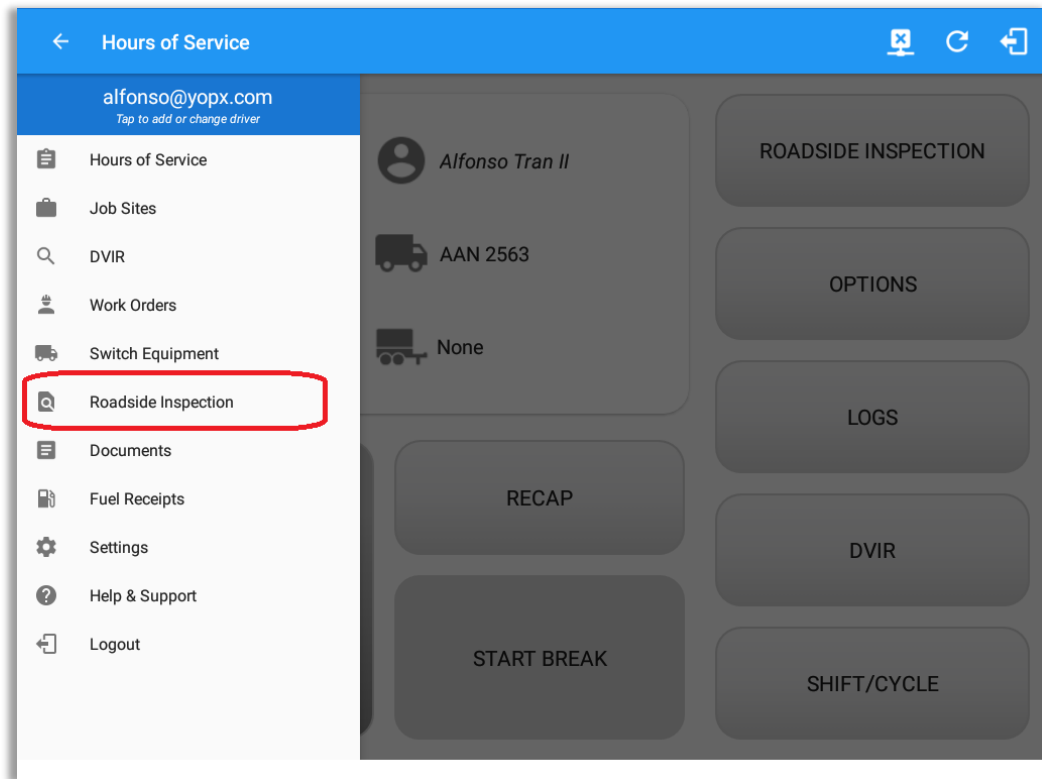 Hours of Service
alfonso@yopx.com
Tap to add or change driver
Hours of Service
Job Sites
DVIR
Work Orders
Switch Equipment
Roadside Inspection
Documents
Fuel Receipts
Settings
Help & Support
Logout
Alfonso Tran II
AAN 2563
None
RECAP
START BREAK
ROADSIDE INSPECTION
OPTIONS
LOGS
DVIR
SHIFT/CYCLE